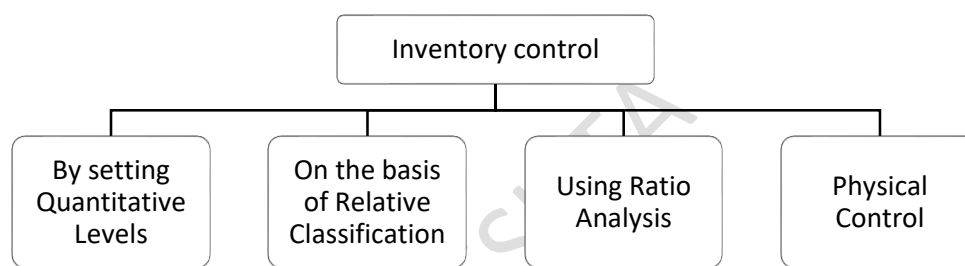 Inventory control
By setting
Quantitative
Levels
On the basis
of Relative
Classification
Using Ratio
Analysis
Physical
Control